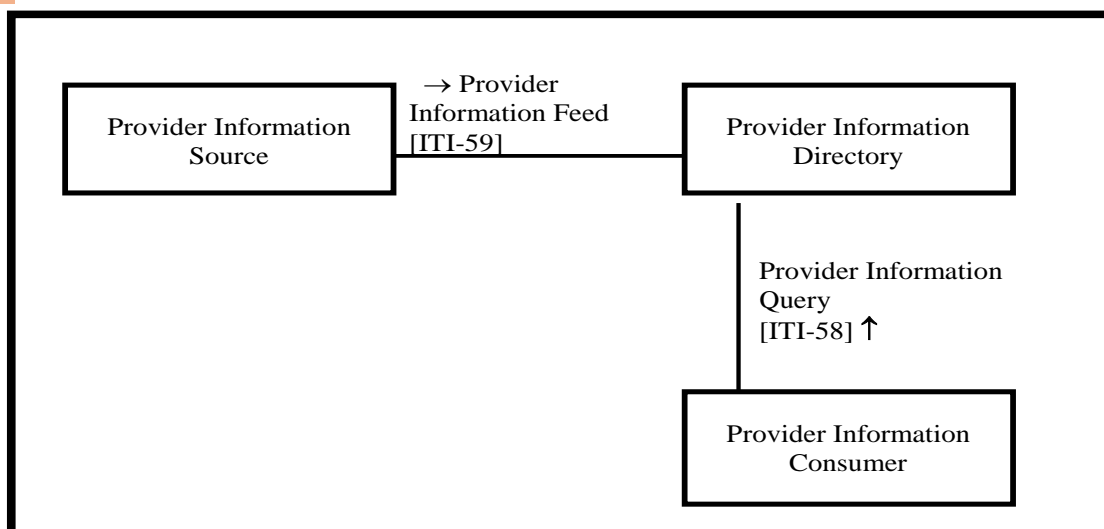 Provider Information
Source
→ Provider
Information Feed
[ITI-59]
Provider Information
Directory
Provider Information
Query
[ITI-58] ↑
Provider Information
Consumer